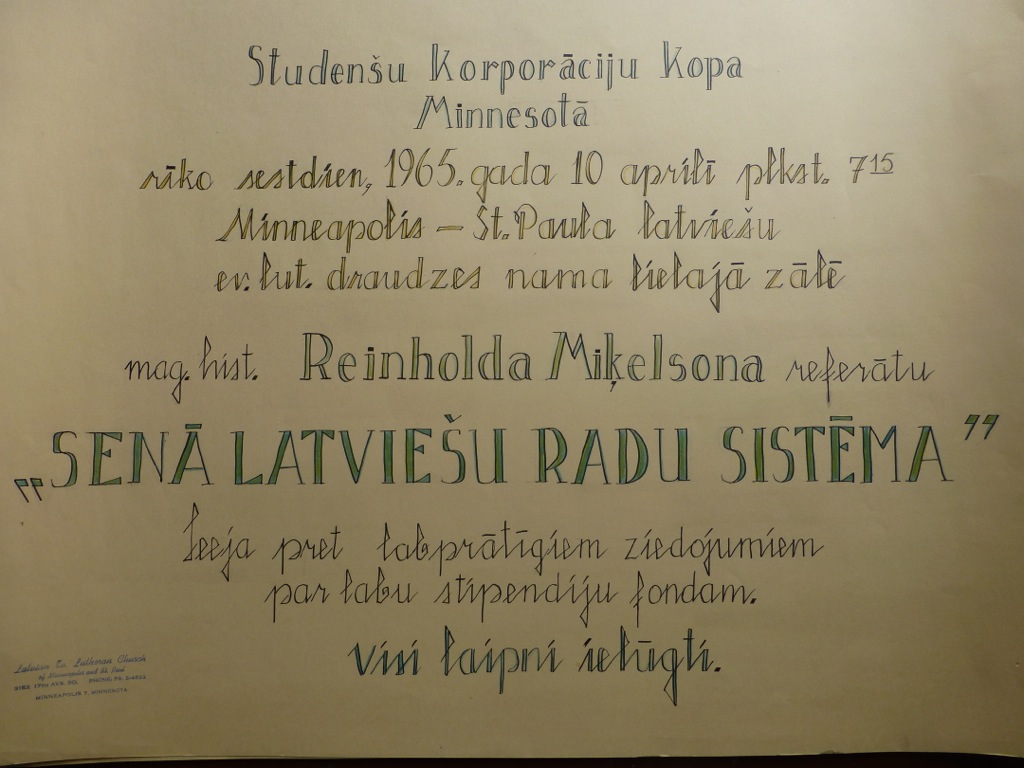 Studenšu Korporāciju Kopa
Minnesotā
rīko sestdien, 1965. gada 10 aprīlī plkst. 7 15
Minneapolis – St. Paula latviešu
ev. lut. draudzes nama lielajā zālē
mag. hist. Reinholda Miķelsona referātu
„SENĀ LATVIEŠU RADU SISTĒMA”
Ieeja pret labprātīgiem ziedojumiem
par labu stipendiju fondam.
Visi laipni ielūgti.
Latvian Ev. Lutheran Church
of Minneapolis and St. Paul
AVE. SO. PHONE:
MINNEAPOLIS 7, MINNESOTA